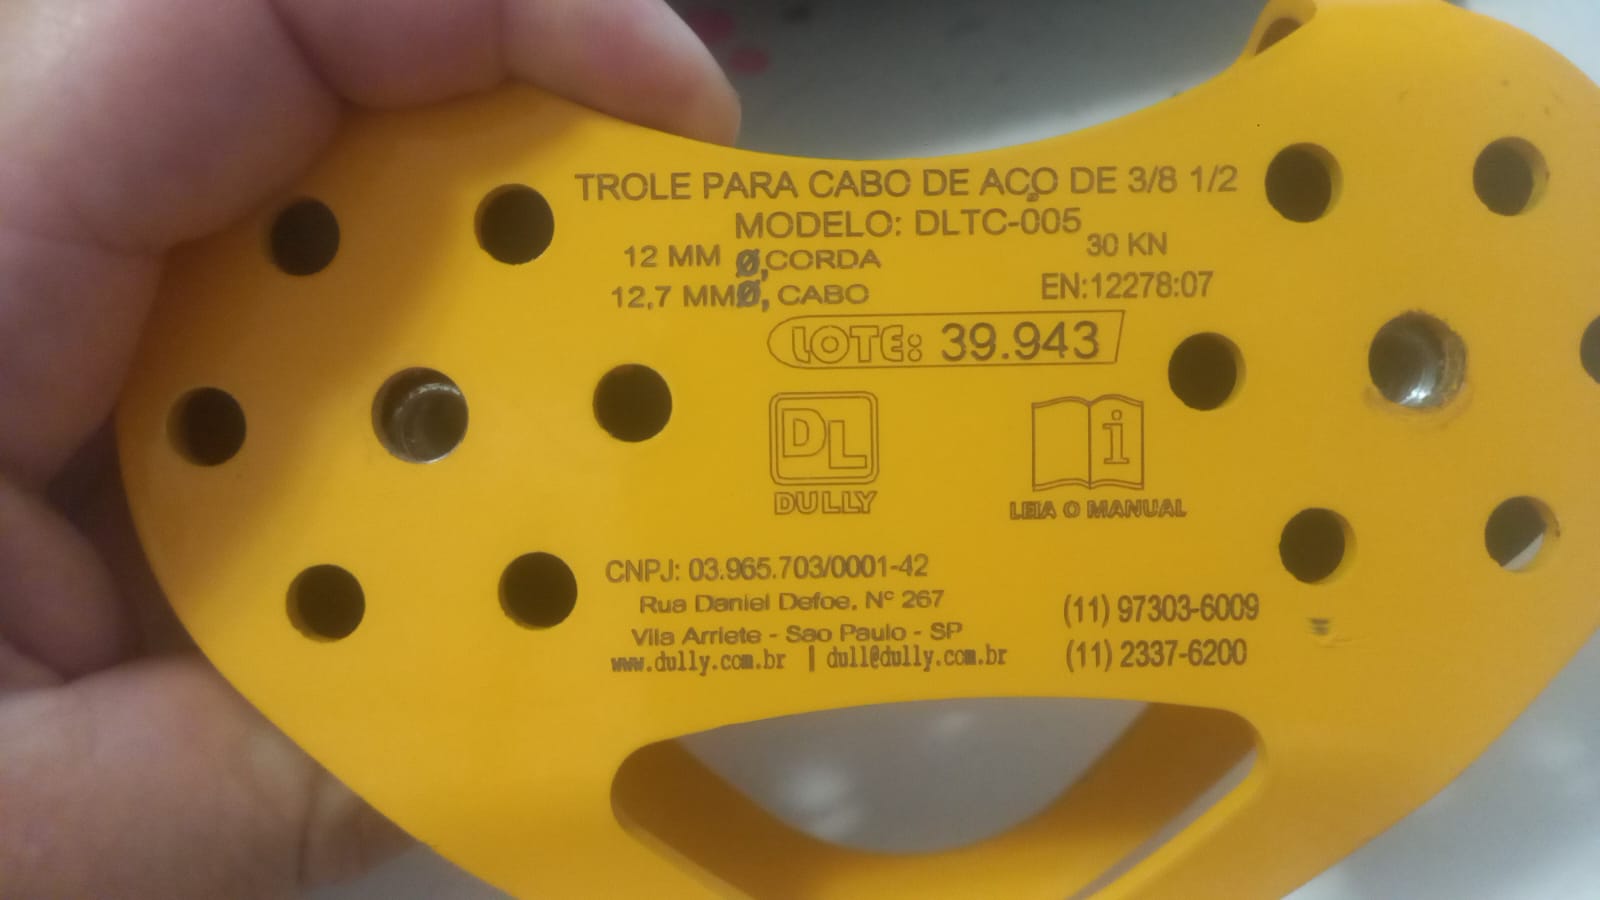 TROLE PARA CABO DE AÇO DE 3/8 1/2
MODELO: DLTC-005
12 MM Ø, CORDA
12,7 MMØ, CABO
30 KN
EN:12278:07
LOTE: 39.943
DL
DULLY
i
LEIA O MANUAL
CNPJ: 03.965.703/0001-42
Rua Daniel Defoe, Nº 267
Vila Arriete - Sao Paulo - SP
www.dully.com.br | dull@dully.com.br
(11) 97303-6009
(11) 2337-6200